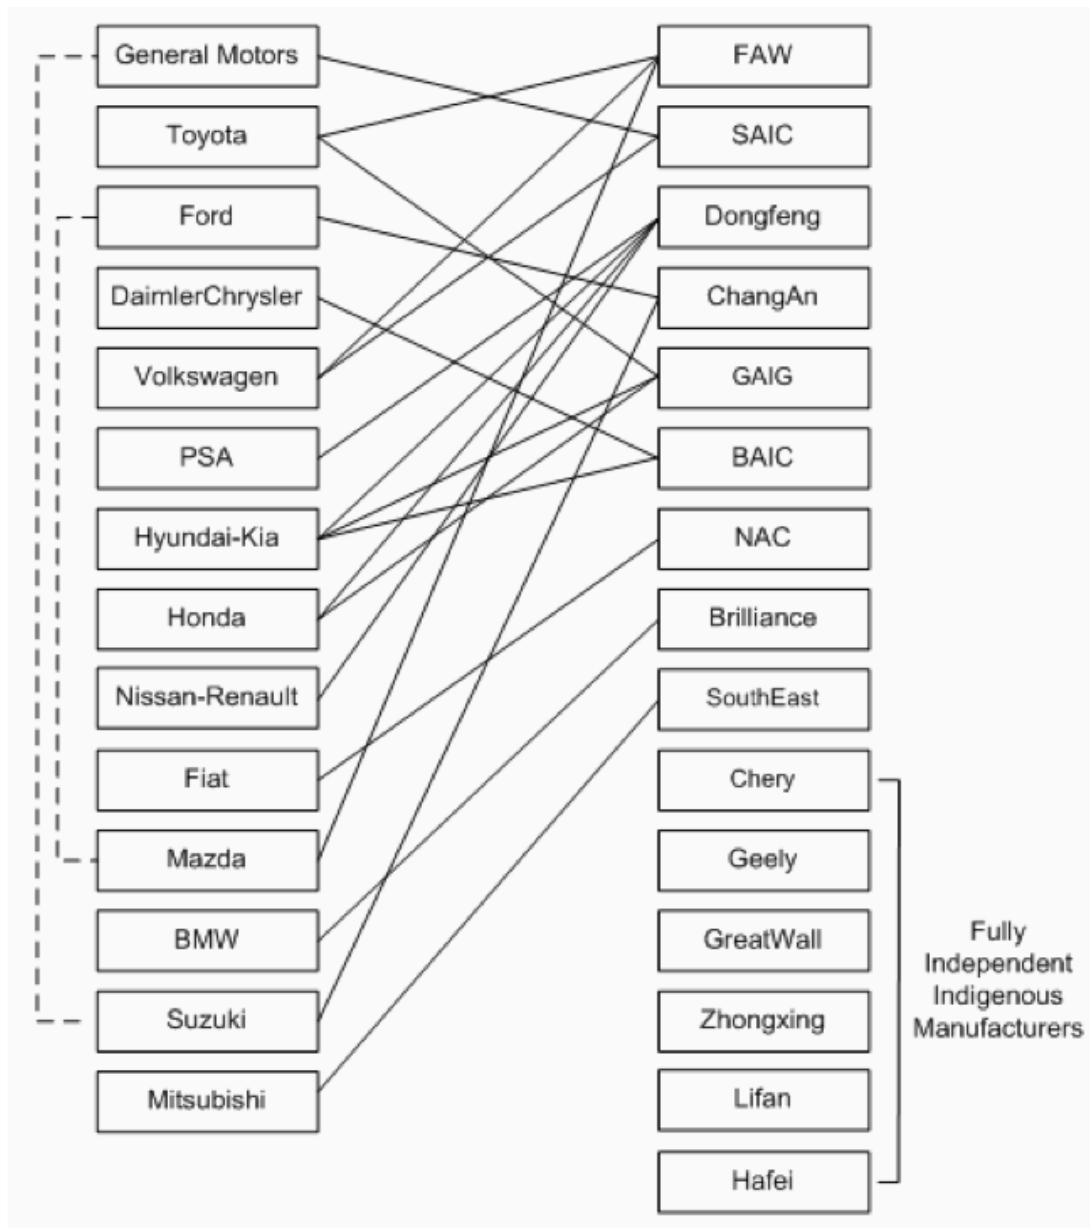 General Motors
Toyota
Ford
DaimlerChrysler
Volkswagen
PSA
Hyundai-Kia
Honda
Nissan-Renault
Fiat
Mazda
BMW
Suzuki
Mitsubishi
FAW
SAIC
Dongfeng
ChangAn
GAIG
BAIC
NAC
Brilliance
SouthEast
Chery
Geely
GreatWall
Zhongxing
Lifan
Hafei
Fully
Independent
Indigenous
Manufacturers